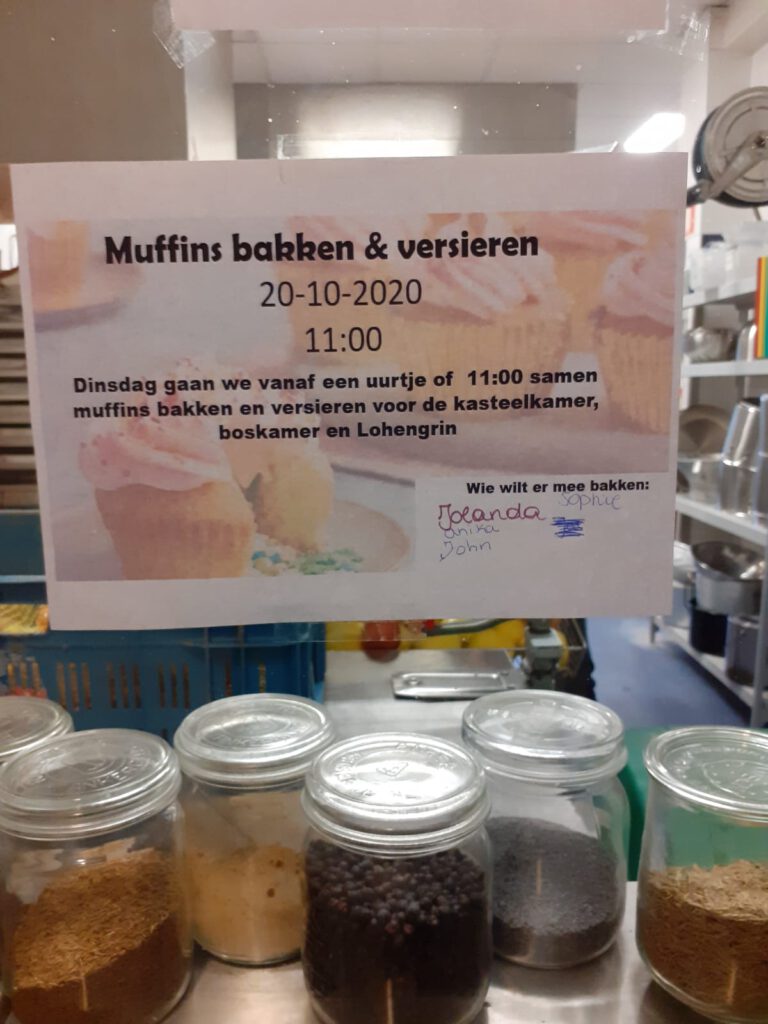 Muffins bakken & versieren
20-10-2020
11:00
Dinsdag gaan we vanaf een uurtje of 11:00 samen
muffins bakken en versieren voor de kasteelkamer,
boskamer en Lohengrin
Wie wilt er mee bakken:
Jolanda Sophie
anika
John